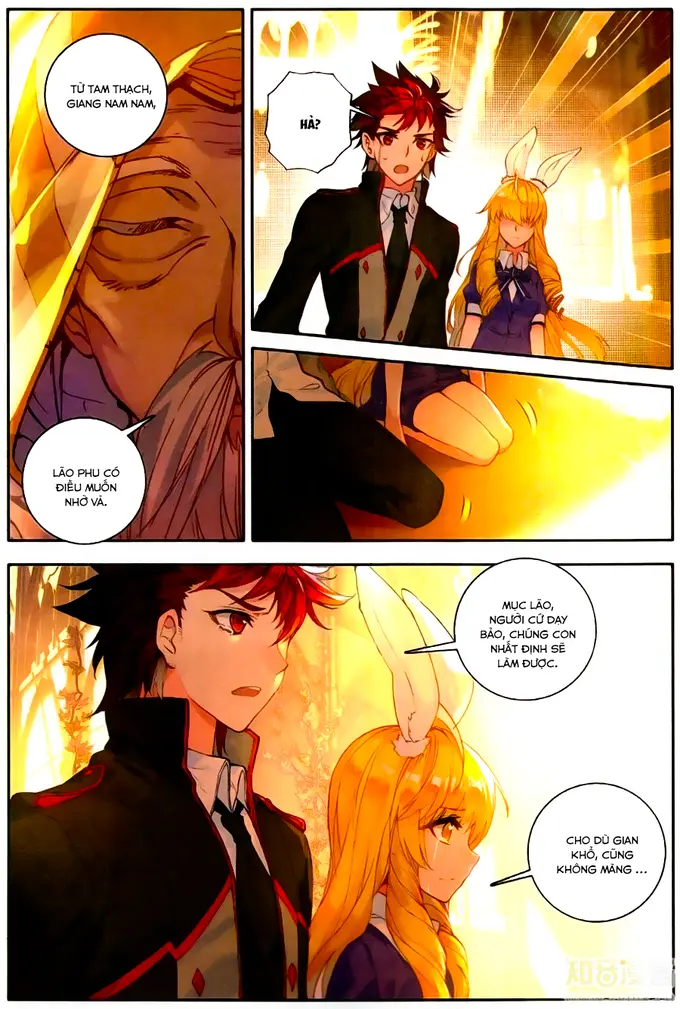 TỪ TAM THẠCH,
GIANG NAM NAM,
HẢ?
LÃO PHU CÓ
ĐIỀU MUỐN
NHỜ VẢ.
MỤC LÃO,
NGƯỜI CỨ DẠY
BẢO, CHÚNG CON
NHẤT ĐỊNH SẼ
LÀM ĐƯỢC.
CHO DÙ GIAN
KHỔ, CŨNG
KHÔNG MÀNG ...